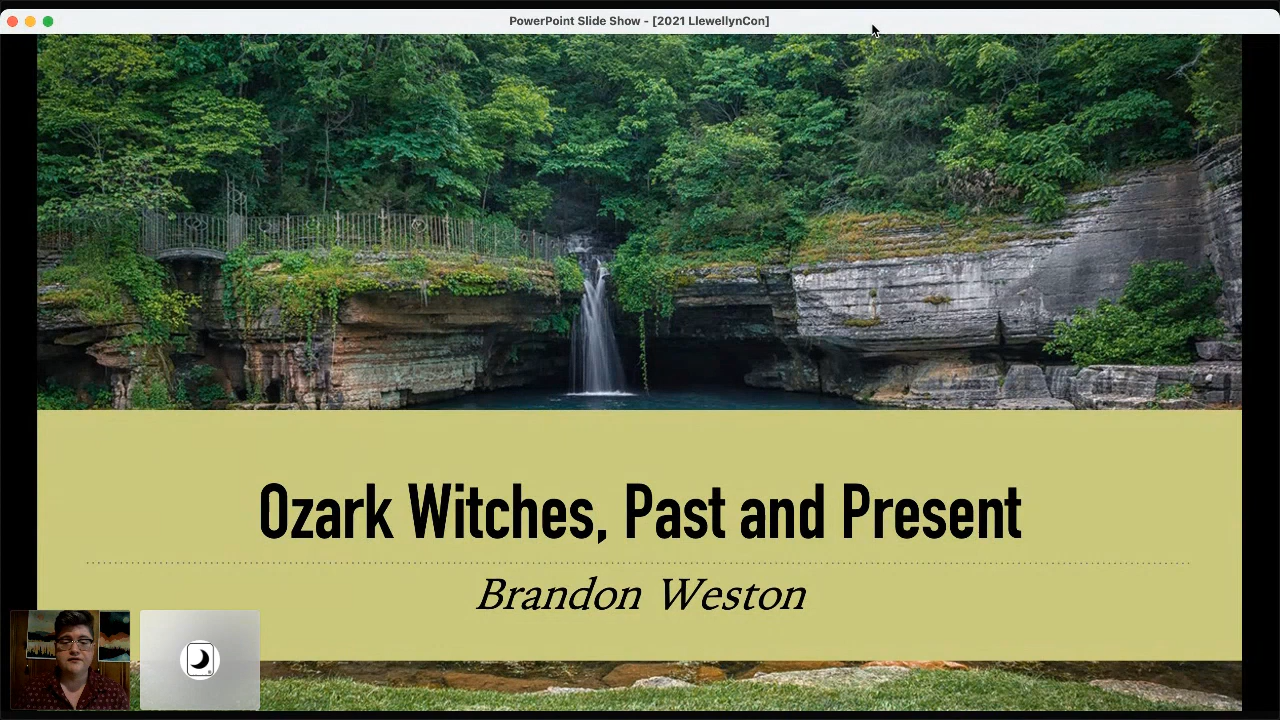 PowerPoint Slide Show - [2021 LlewellynCon]
Ozark Witches, Past and Present
Brandon Weston